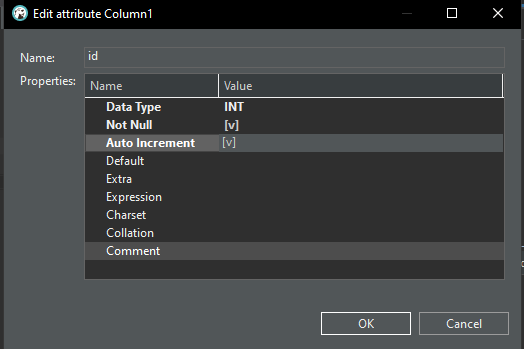 Edit attribute Column1
Name: id
Properties:
Name Value
Data Type INT
Not Null [v]
Auto Increment [v]
Default
Extra
Expression
Charset
Collation
Comment
OK Cancel